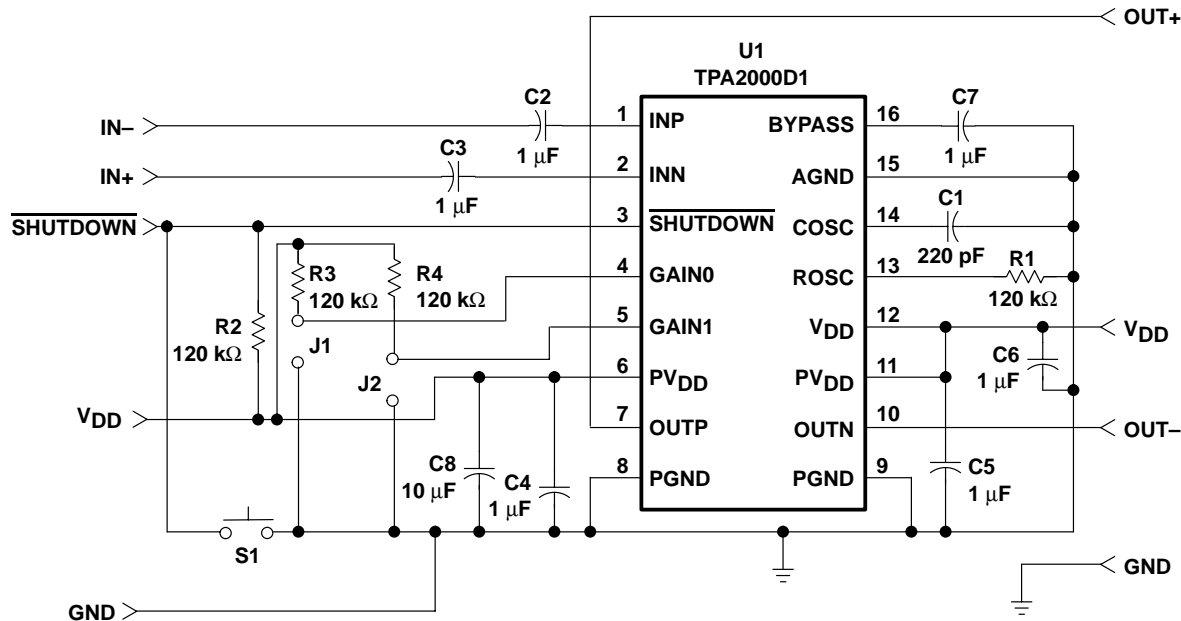 OUT+
U1
TPA2000D1
C2
1 µF
IN–
C3
1 µF
IN+
SHUTDOWN
1 INP
2 INN
3 SHUTDOWN
4 GAIN0
5 GAIN1
6 PVDD
7 OUTP
8 PGND
BYPASS 16
AGND 15
COSC 14
ROSC 13
VDD 12
PVDD 11
OUTN 10
PGND 9
C7
1 µF
C1
220 pF
R1
120 kΩ
R3
120 kΩ
R4
120 kΩ
R2
120 kΩ
J1
J2
VDD
VDD
C6
1 µF
OUT–
C8
10 µF
C4
1 µF
C5
1 µF
S1
GND
GND